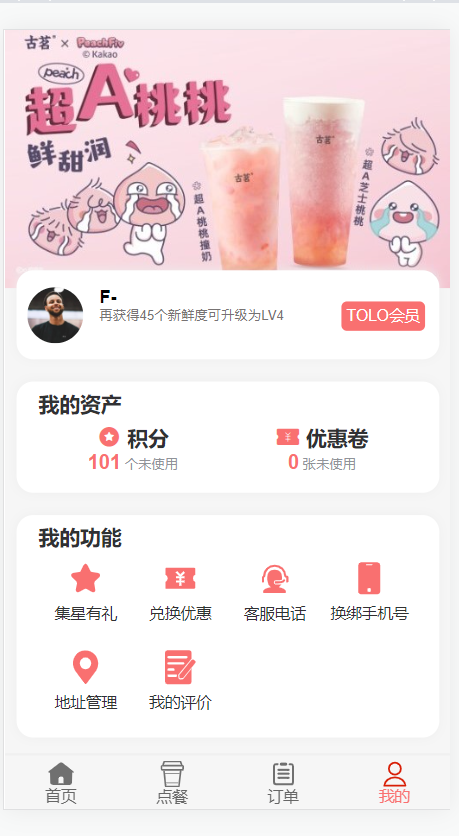 古茗 × PeachFiv
© Kakao
peach
超A桃桃
鲜甜润
古茗
古茗
超A桃桃撞奶
超A芝士桃桃
F-
再获得45个新鲜度可升级为LV4
TOLO会员
我的资产
积分
优惠卷
101 个未使用
0 张未使用
我的功能
集星有礼
兑换优惠
客服电话
换绑手机号
地址管理
我的评价
首页
点餐
订单
我的